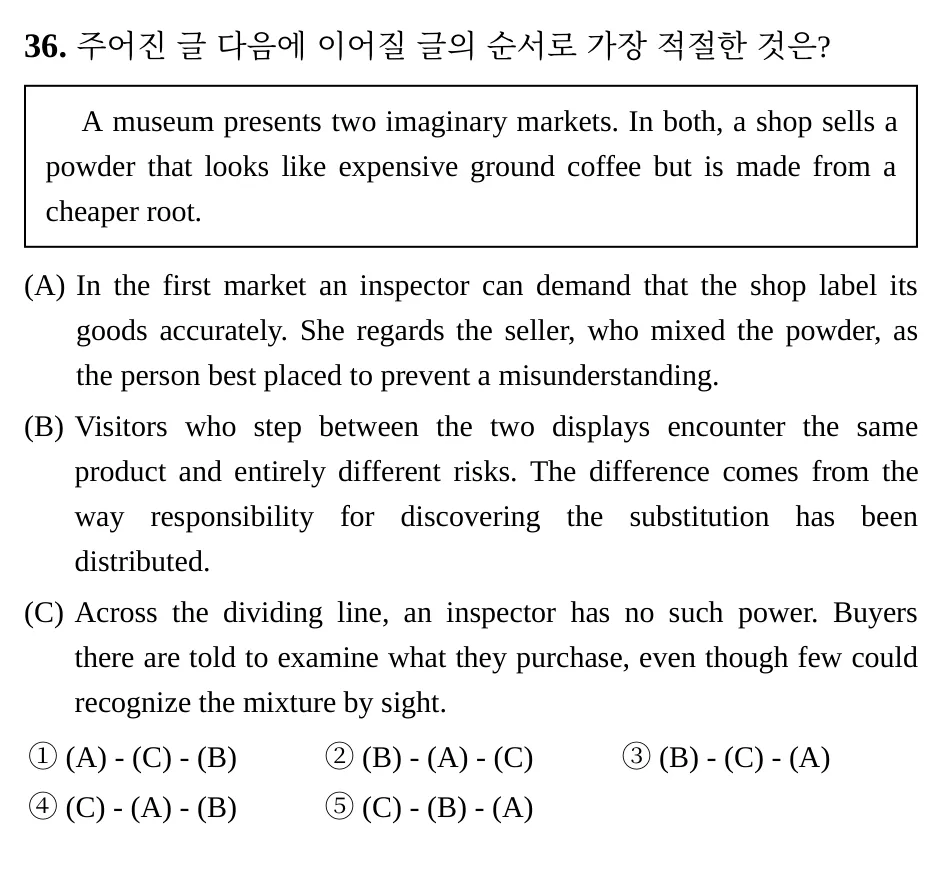 36. 주어진 글 다음에 이어질 글의 순서로 가장 적절한 것은?
A museum presents two imaginary markets. In both, a shop sells a
powder that looks like expensive ground coffee but is made from a
cheaper root.
(A) In the first market an inspector can demand that the shop label its
goods accurately. She regards the seller, who mixed the powder, as
the person best placed to prevent a misunderstanding.
(B) Visitors who step between the two displays encounter the same
product and entirely different risks. The difference comes from the
way responsibility for discovering the substitution has been
distributed.
(C) Across the dividing line, an inspector has no such power. Buyers
there are told to examine what they purchase, even though few could
recognize the mixture by sight.
① (A) - (C) - (B) ② (B) - (A) - (C) ③ (B) - (C) - (A)
④ (C) - (A) - (B) ⑤ (C) - (B) - (A)